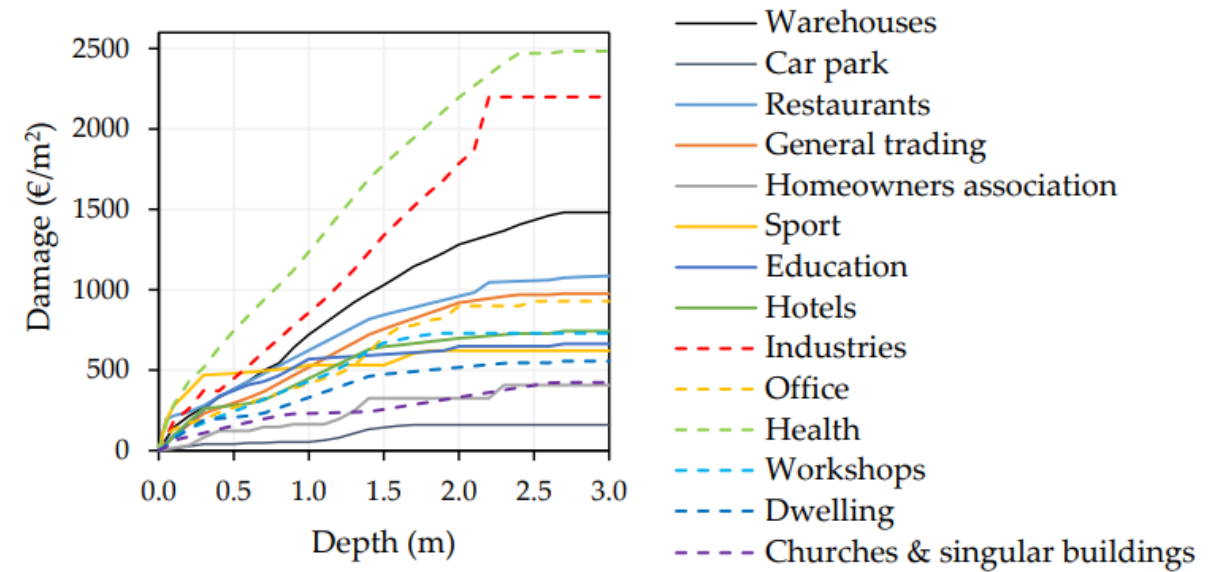 Damage (€/m²)
2500
2000
1500
1000
500
0
0.0 0.5 1.0 1.5 2.0 2.5 3.0
Depth (m)
Warehouses
Car park
Restaurants
General trading
Homeowners association
Sport
Education
Hotels
Industries
Office
Health
Workshops
Dwelling
Churches & singular buildings